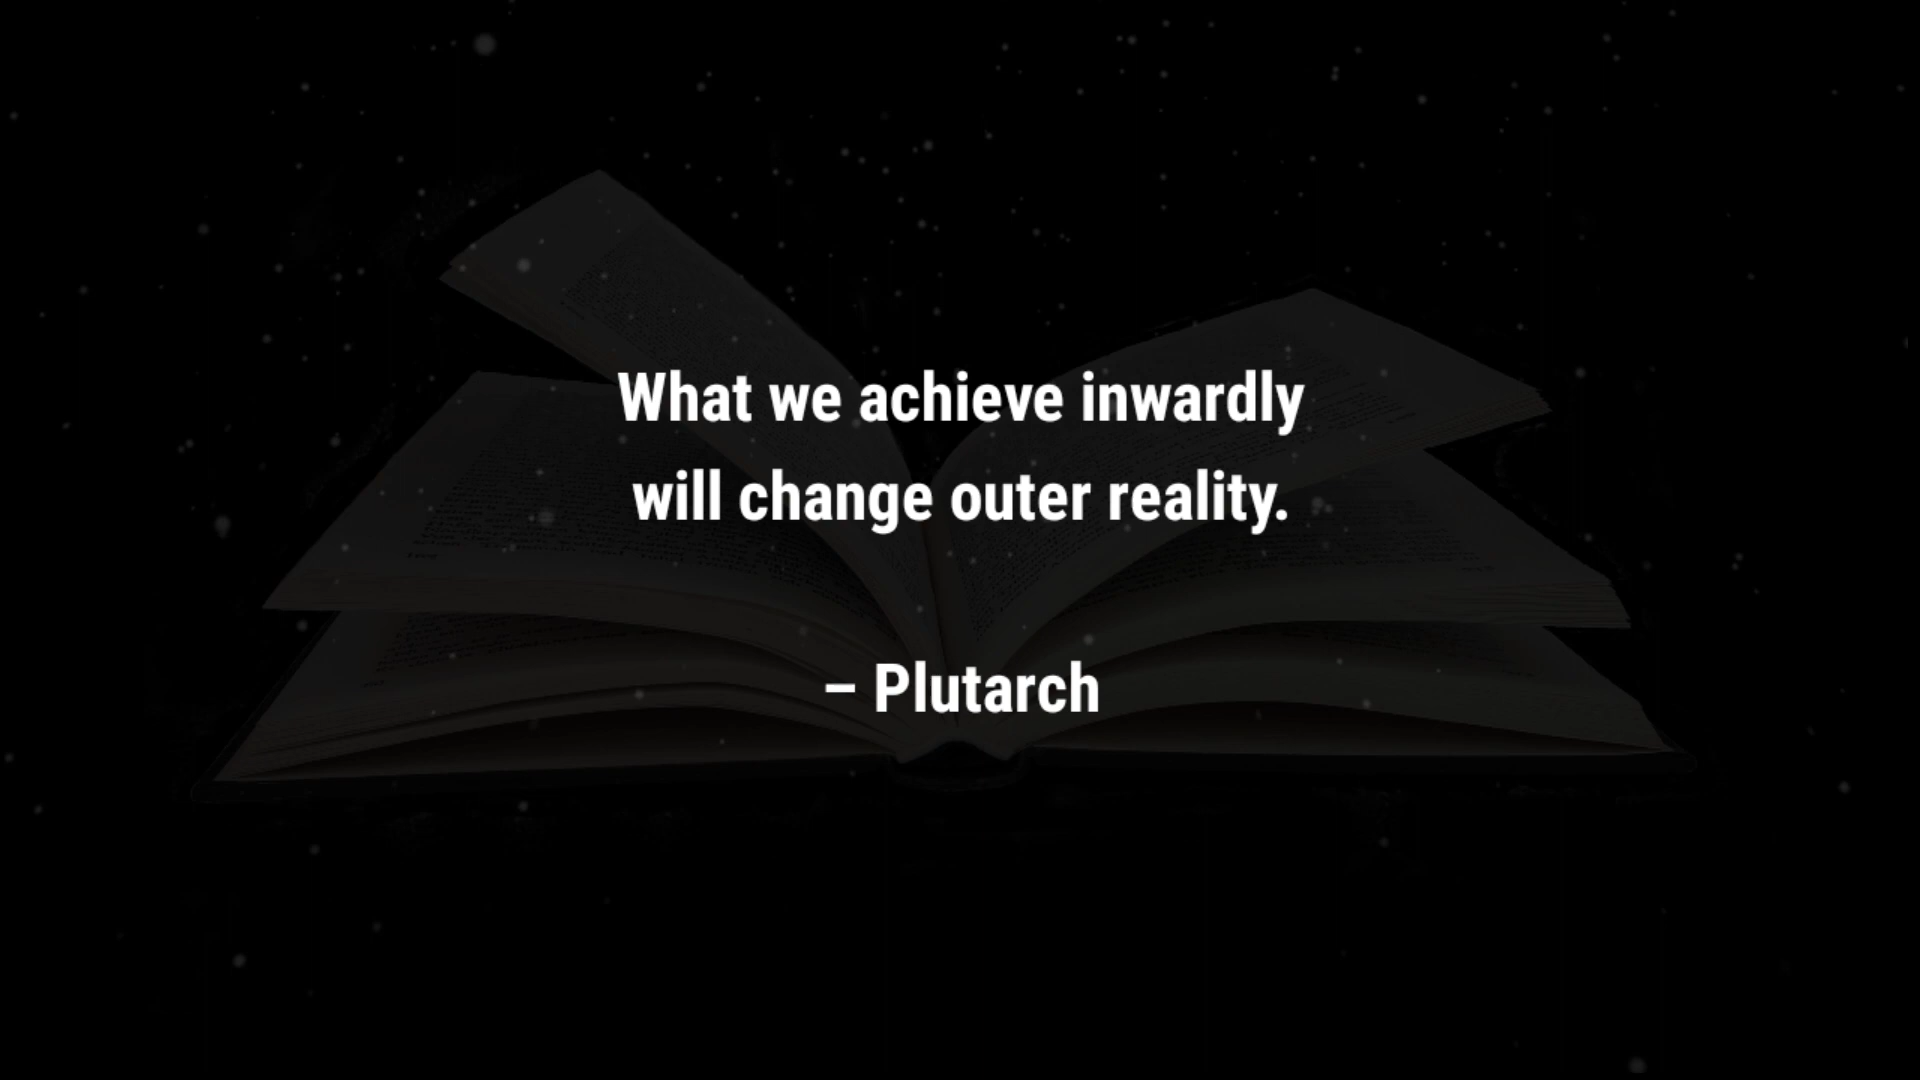 What we achieve inwardly
will change outer reality.
– Plutarch